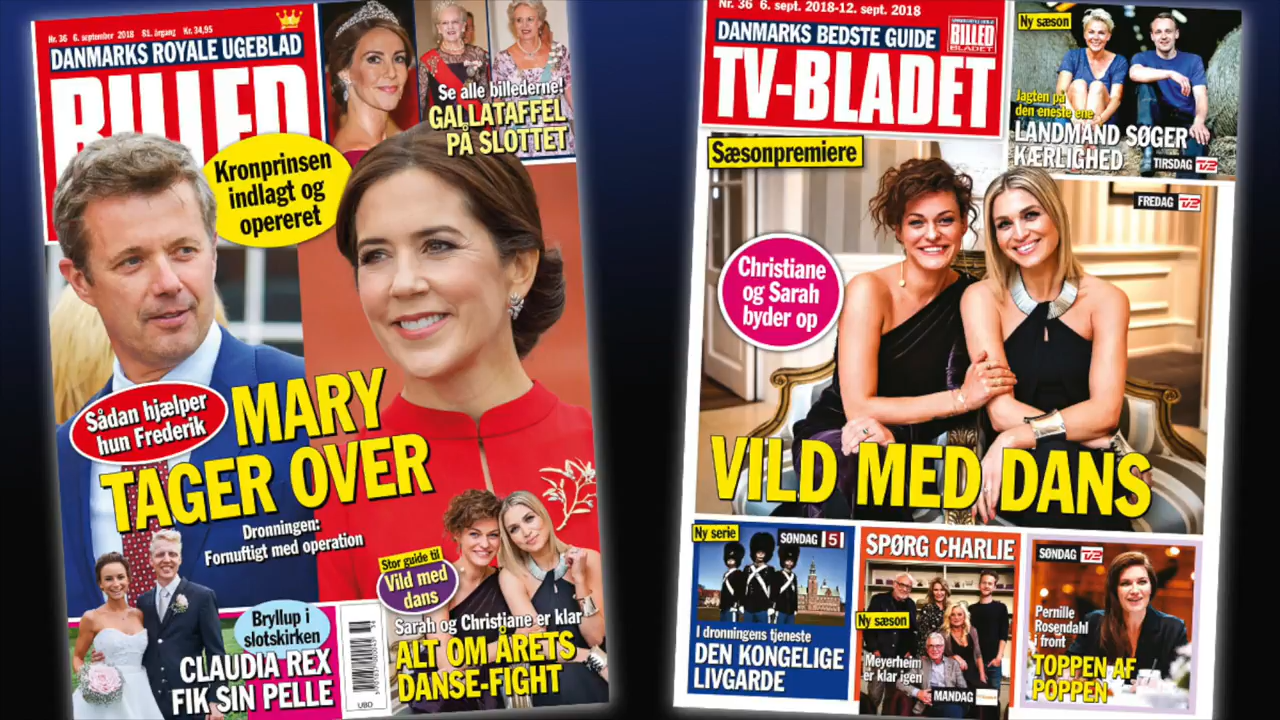 Nr. 36 6. september 2018 81. årgang Kr. 34,95
DANMARKS ROYALE UGEBLAD
BILLED
Se alle billederne!
GALLATAFFEL
PÅ SLOTTET
Kronprinsen
indlagt og
opereret
Sådan hjælper
hun Frederik
MARY
TAGER OVER
Dronningen:
Fornuftigt med operation
Bryllup i
slotskirken
CLAUDIA REX
FIK SIN PELLE
UBD
Stor guide til
Vild med
dans
Sarah og Christiane er klar
ALT OM ÅRETS
DANSE-FIGHT
Nr. 36 6. sept. 2018-12. sept. 2018
DANMARKS BEDSTE GUIDE
BILLED
BLADET
TV-BLADET
Ny sæson
Jagten på
den eneste ene
LANDMAND SØGER
KÆRLIGHED
TIRSDAG TV2
Sæsonpremiere
FREDAG TV2
Christiane
og Sarah
byder op
VILD MED DANS
Ny serie
SØNDAG 5
I dronningens tjeneste
DEN KONGELIGE
LIVGARDE
SPØRG CHARLIE
Ny sæson
Meyerheim
er klar igen
MANDAG
SØNDAG TV2
Pernille
Rosendahl
i front
TOPPEN AF
POPPEN